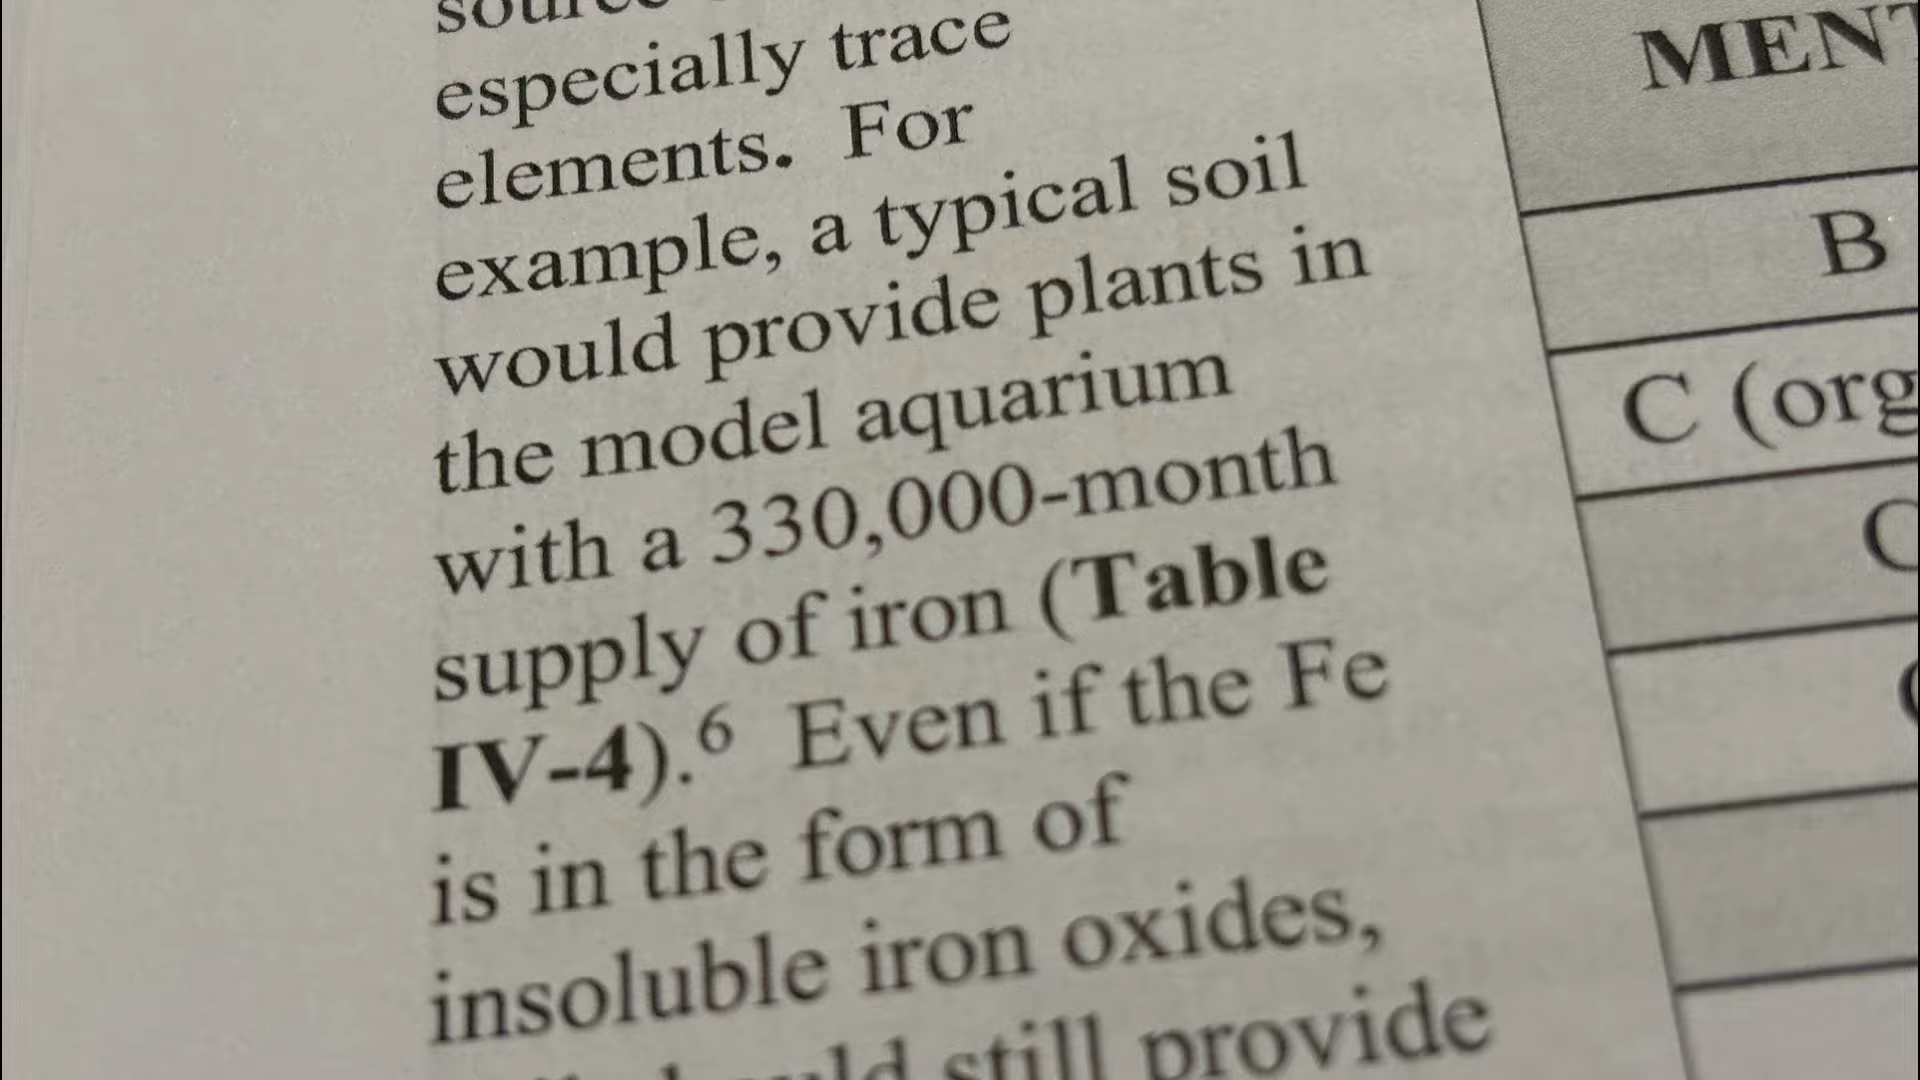 especially trace
elements. For
example, a typical soil
would provide plants in
the model aquarium
with a 330,000-month
supply of iron (Table
IV-4).6 Even if the Fe
is in the form of
insoluble iron oxides,
still provide
B
C (org